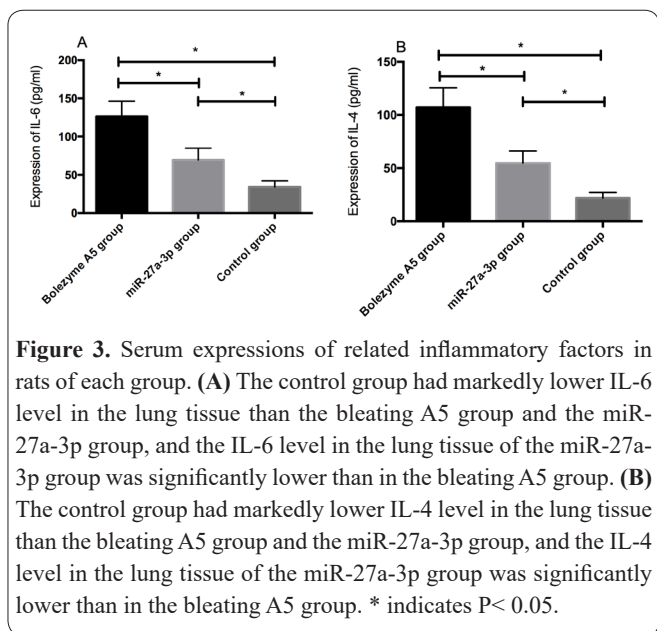 A
Expression of IL-6 (pg/ml)
200
150
100
50
0
*
*
*
Bolezyme A5 group
miR-27a-3p group
Control group
B
Expression of IL-4 (pg/ml)
150
100
50
0
*
*
*
Bolezyme A5 group
miR-27a-3p group
Control group
Figure 3. Serum expressions of related inflammatory factors in
rats of each group. (A) The control group had markedly lower IL-6
level in the lung tissue than the bleating A5 group and the miR-
27a-3p group, and the IL-6 level in the lung tissue of the miR-27a-
3p group was significantly lower than in the bleating A5 group. (B)
The control group had markedly lower IL-4 level in the lung tissue
than the bleating A5 group and the miR-27a-3p group, and the IL-4
level in the lung tissue of the miR-27a-3p group was significantly
lower than in the bleating A5 group. * indicates P< 0.05.